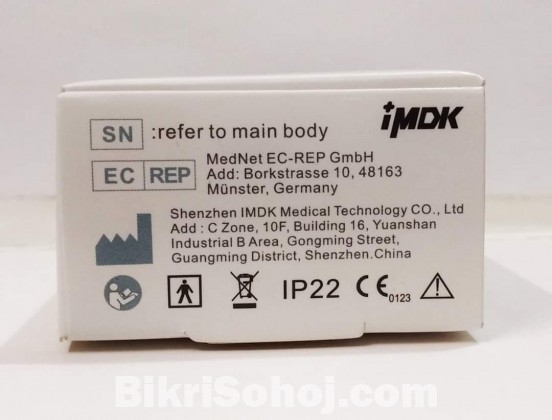 iMDK
SN :refer to main body
EC REP MedNet EC-REP GmbH
Add: Borkstrasse 10, 48163
Münster, Germany
Shenzhen IMDK Medical Technology CO., Ltd
Add : C Zone, 10F, Building 16, Yuanshan
Industrial B Area, Gongming Street,
Guangming District, Shenzhen.China
IP22 CE 0123
BikriSohoj.com